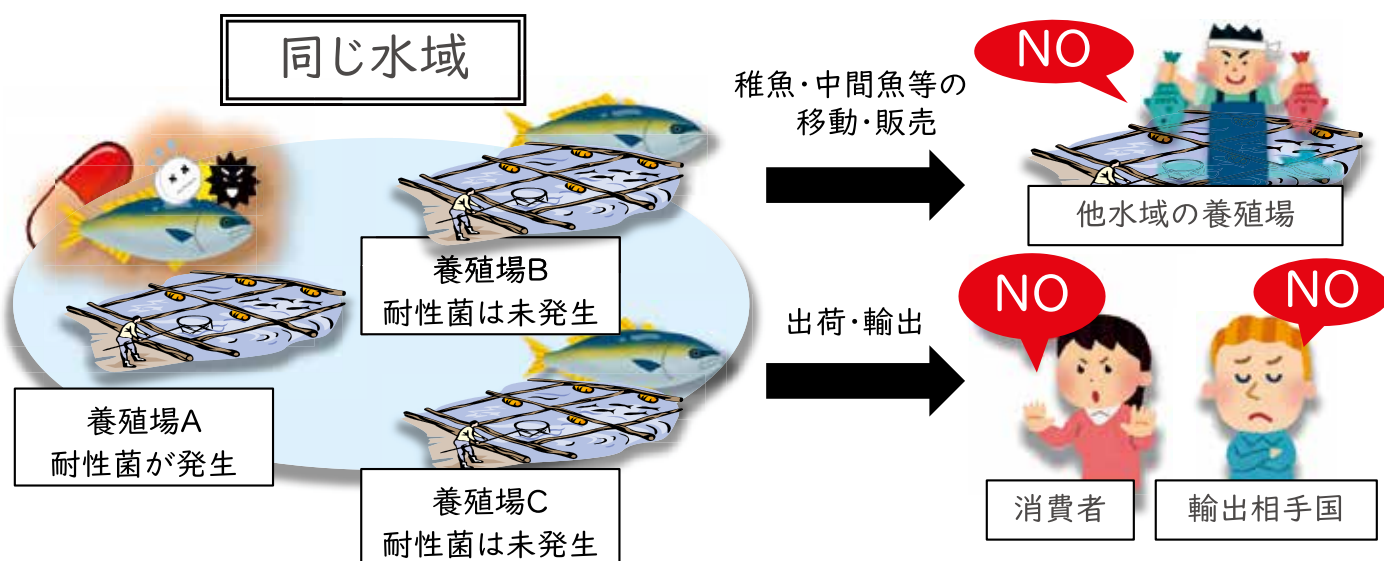 同じ水域
養殖場A
耐性菌が発生
養殖場B
耐性菌は未発生
養殖場C
耐性菌は未発生
稚魚・中間魚等の
移動・販売
NO
他水域の養殖場
出荷・輸出
NO
消費者
NO
輸出相手国